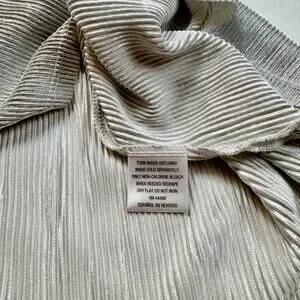 TURN INSIDE OUT. HAND
WASH COLD SEPARATELY.
ONLY NON-CHLORINE BLEACH
WHEN NEEDED RESHAPE
DRY FLAT DO NOT IRON.
RN 44480
ESPAÑOL EN REVERSO